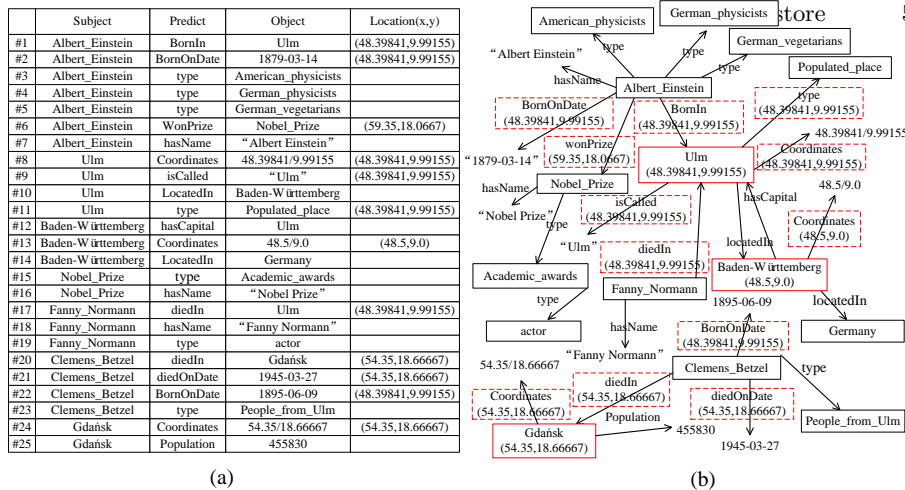 Subject Predict Object Location(x,y)
#1 Albert_Einstein BornIn Ulm (48.39841,9.99155)
#2 Albert_Einstein BornOnDate 1879-03-14 (48.39841,9.99155)
#3 Albert_Einstein type American_physicists
#4 Albert_Einstein type German_physicists
#5 Albert_Einstein type German_vegetarians
#6 Albert_Einstein WonPrize Nobel_Prize (59.35,18.0667)
#7 Albert_Einstein hasName “Albert Einstein”
#8 Ulm Coordinates 48.39841/9.99155 (48.39841,9.99155)
#9 Ulm isCalled “Ulm” (48.39841,9.99155)
#10 Ulm LocatedIn Baden-Württemberg
#11 Ulm type Populated_place (48.39841,9.99155)
#12 Baden-Württemberg hasCapital Ulm
#13 Baden-Württemberg Coordinates 48.5/9.0 (48.5,9.0)
#14 Baden-Württemberg LocatedIn Germany
#15 Nobel_Prize type Academic_awards
#16 Nobel_Prize hasName “Nobel Prize”
#17 Fanny_Normann diedIn Ulm (48.39841,9.99155)
#18 Fanny_Normann hasName “Fanny Normann”
#19 Fanny_Normann type actor
#20 Clemens_Betzel diedIn Gdańsk (54.35,18.66667)
#21 Clemens_Betzel diedOnDate 1945-03-27 (54.35,18.66667)
#22 Clemens_Betzel BornOnDate 1895-06-09 (48.39841,9.99155)
#23 Clemens_Betzel type People_from_Ulm
#24 Gdańsk Coordinates 54.35/18.66667 (54.35,18.66667)
#25 Gdańsk Population 455830
(a)
store
American_physicists
German_physicists
type
type
German_vegetarians
“Albert Einstein”
type
Populated_place
hasName
Albert_Einstein
type
(48.39841,9.99155)
BornOnDate
(48.39841,9.99155)
BornIn
(48.39841,9.99155)
48.39841/9.99155
wonPrize
(59.35,18.0667)
Ulm
(48.39841,9.99155)
Coordinates
(48.39841,9.99155)
“1879-03-14”
Nobel_Prize
hasName
hasCapital
48.5/9.0
isCalled
(48.39841,9.99155)
“Nobel Prize”
Coordinates
(48.5,9.0)
“Ulm”
diedIn
(48.39841,9.99155)
locatedIn
Academic_awards
Fanny_Normann
Baden-Württemberg
(48.5,9.0)
type
1895-06-09
locatedIn
actor
hasName
BornOnDate
(48.39841,9.99155)
Germany
“Fanny Normann”
54.35/18.66667
Clemens_Betzel
type
diedIn
(54.35,18.66667)
Coordinates
(54.35,18.66667)
diedOnDate
(54.35,18.66667)
Population
People_from_Ulm
Gdańsk
(54.35,18.66667)
455830
1945-03-27
(b)